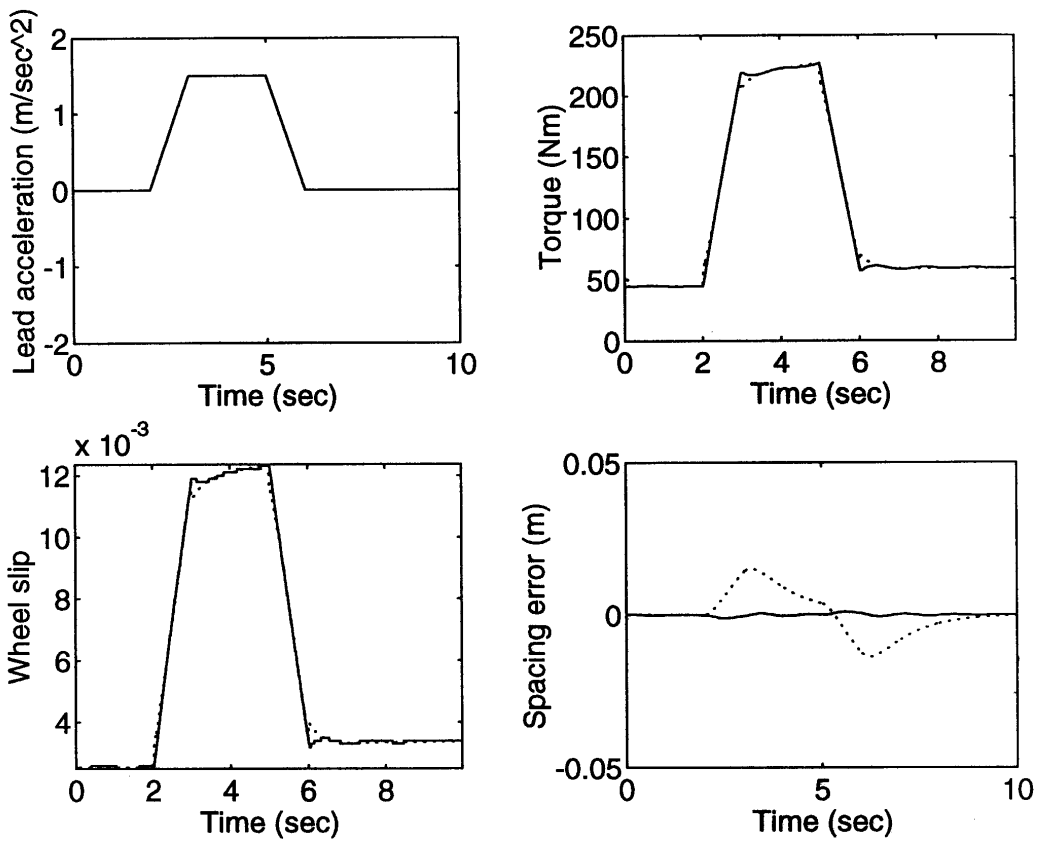 Lead acceleration (m/sec^2)
2
1
0
-1
-2
0 5 10
Time (sec)
Torque (Nm)
250
200
150
100
50
0
0 2 4 6 8
Time (sec)
x 10^-3
Wheel slip
12
10
8
6
4
0 2 4 6 8
Time (sec)
Spacing error (m)
0.05
0
-0.05
0 5 10
Time (sec)